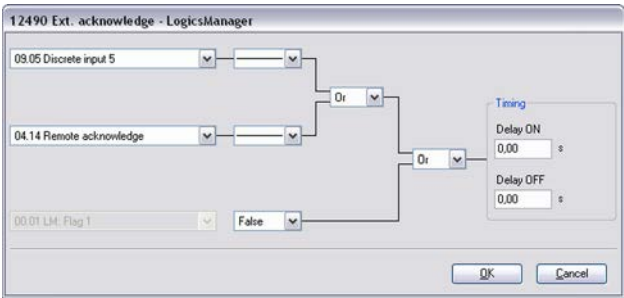 12490 Ext. acknowledge - LogicsManager
09.05 Discrete input 5
Or
Timing
Delay ON
04.14 Remote acknowledge
0,00 s
Or
Delay OFF
0,00 s
00.01 LM: Flag 1
False
OK
Cancel